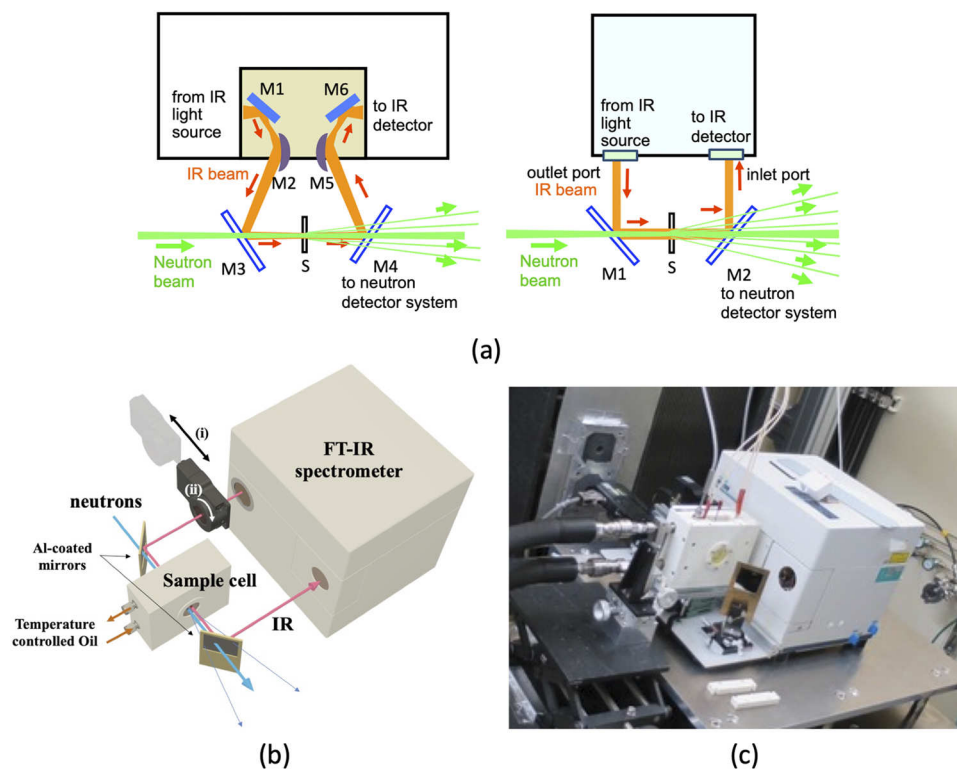 M1
M6
from IR
light
source
to IR
detector
IR beam
M2
M5
Neutron
beam
M3
S
M4
to neutron
detector system
from IR
light
source
to IR
detector
outlet port
IR beam
inlet port
Neutron
beam
M1
S
M2
to neutron
detector system
(a)
(i)
(ii)
FT-IR
spectrometer
neutrons
Al-coated
mirrors
Sample cell
IR
Temperature
controlled Oil
(b)
(c)